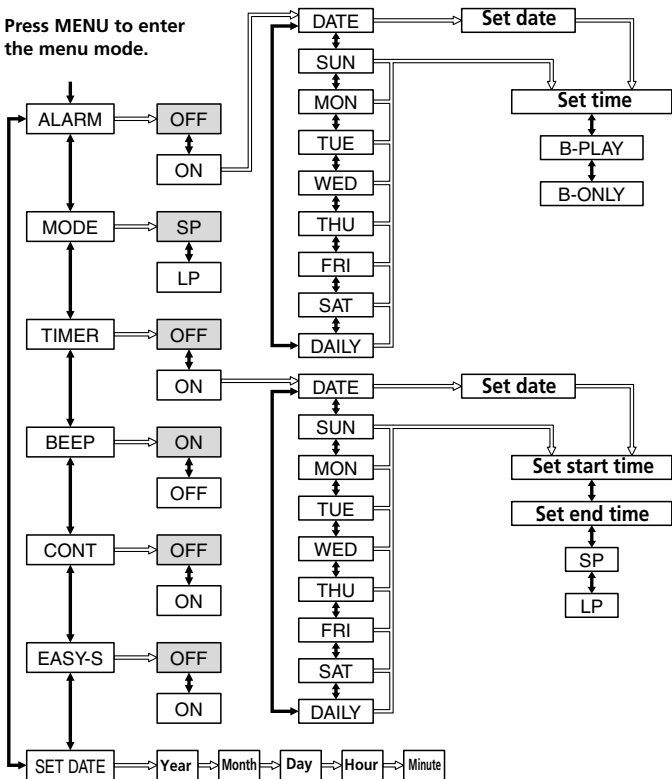 Press MENU to enter
the menu mode.
ALARM
OFF
ON
DATE
SUN
MON
TUE
WED
THU
FRI
SAT
DAILY
Set date
Set time
B-PLAY
B-ONLY
MODE
SP
LP
TIMER
OFF
ON
DATE
SUN
MON
TUE
WED
THU
FRI
SAT
DAILY
Set date
Set start time
Set end time
SP
LP
BEEP
ON
OFF
CONT
OFF
ON
EASY-S
OFF
ON
SET DATE Year Month Day Hour Minute